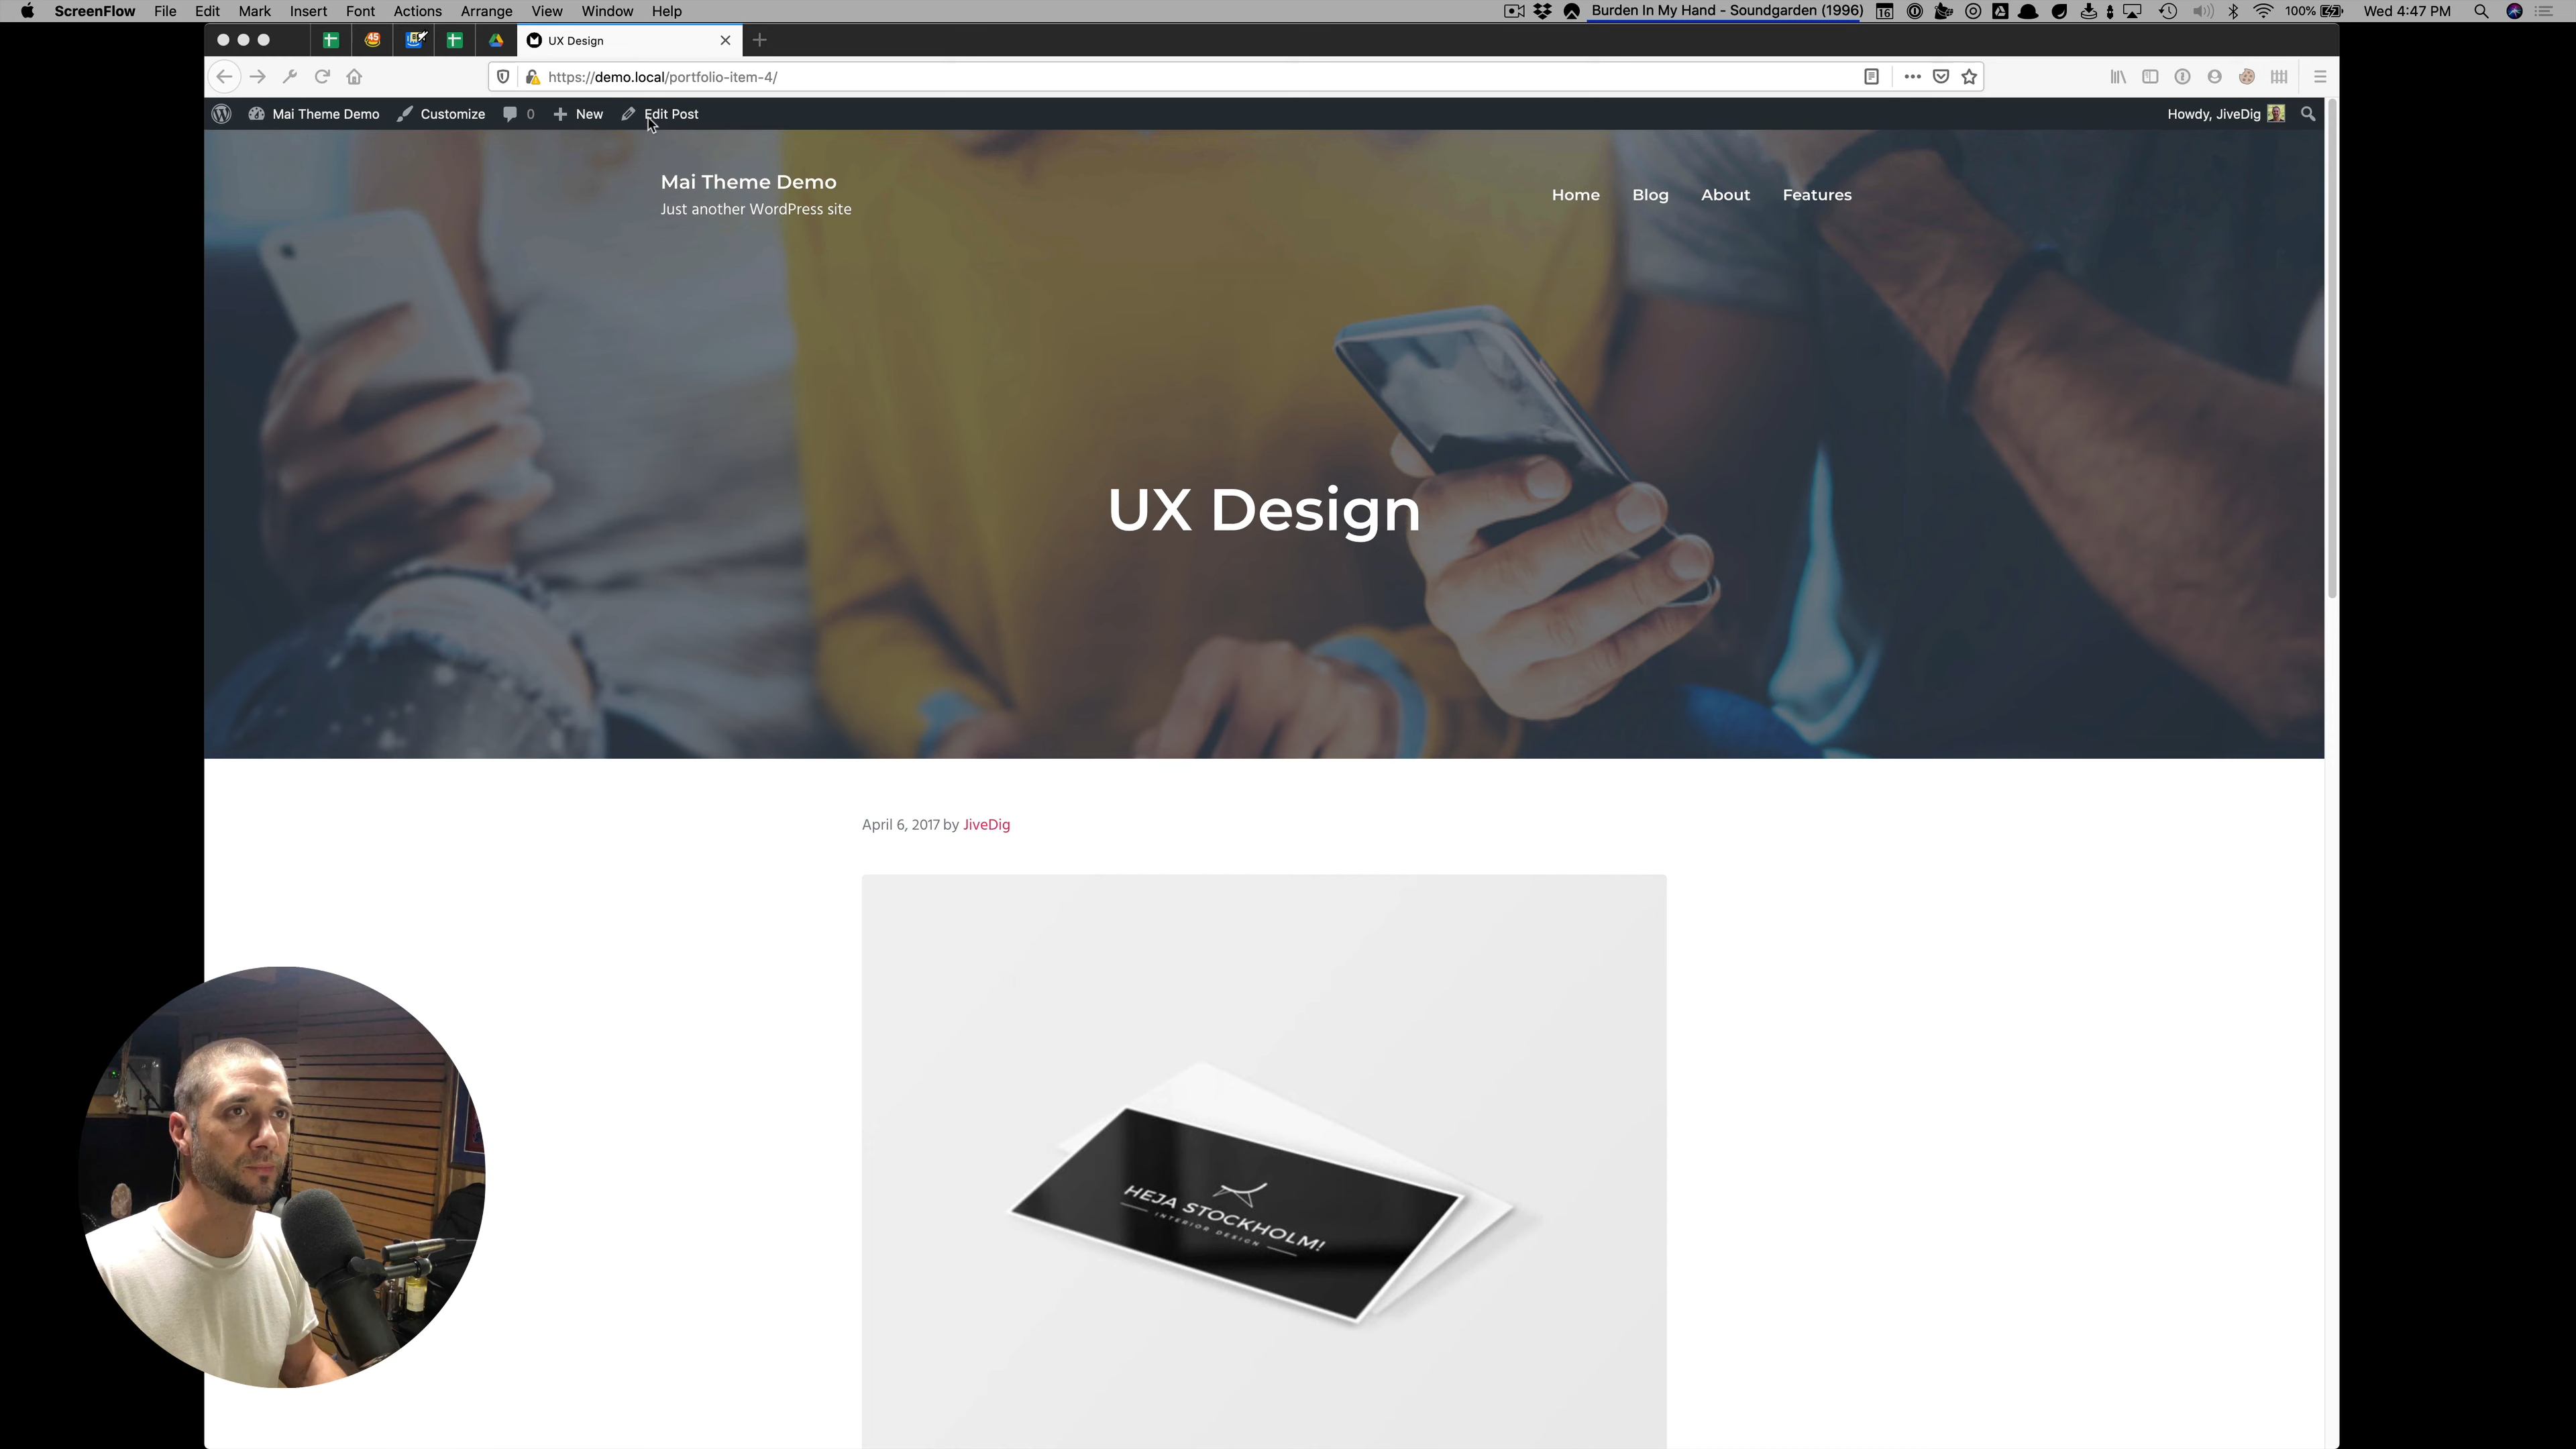 ScreenFlow File Edit Mark Insert Font Actions Arrange View Window Help Burden In My Hand - Soundgarden (1996) 16 100% Wed 4:47 PM
45 UX Design
https://demo.local/portfolio-item-4/
Mai Theme Demo Customize 0 New Edit Post Howdy, JiveDig
Mai Theme Demo
Just another WordPress site
Home Blog About Features
UX Design
April 6, 2017 by JiveDig
HEJA STOCKHOLM!
INTERIOR DESIGN